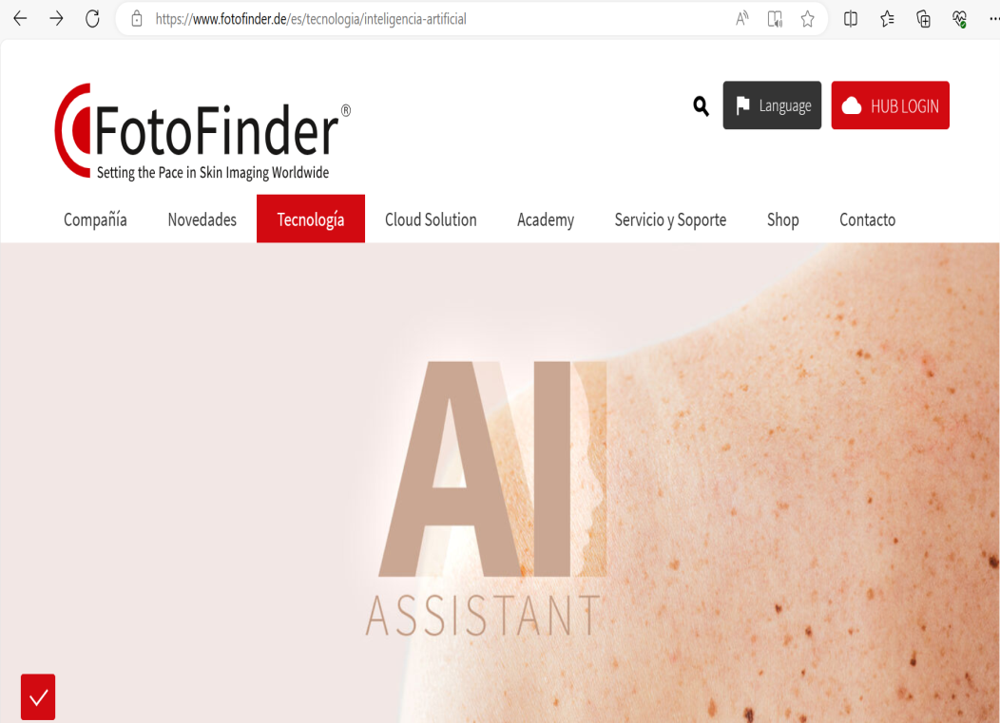 https://www.fotofinder.de/es/tecnologia/inteligencia-artificial
FotoFinder®
Setting the Pace in Skin Imaging Worldwide
Language
HUB LOGIN
Compañía Novedades Tecnología Cloud Solution Academy Servicio y Soporte Shop Contacto
AI
ASSISTANT